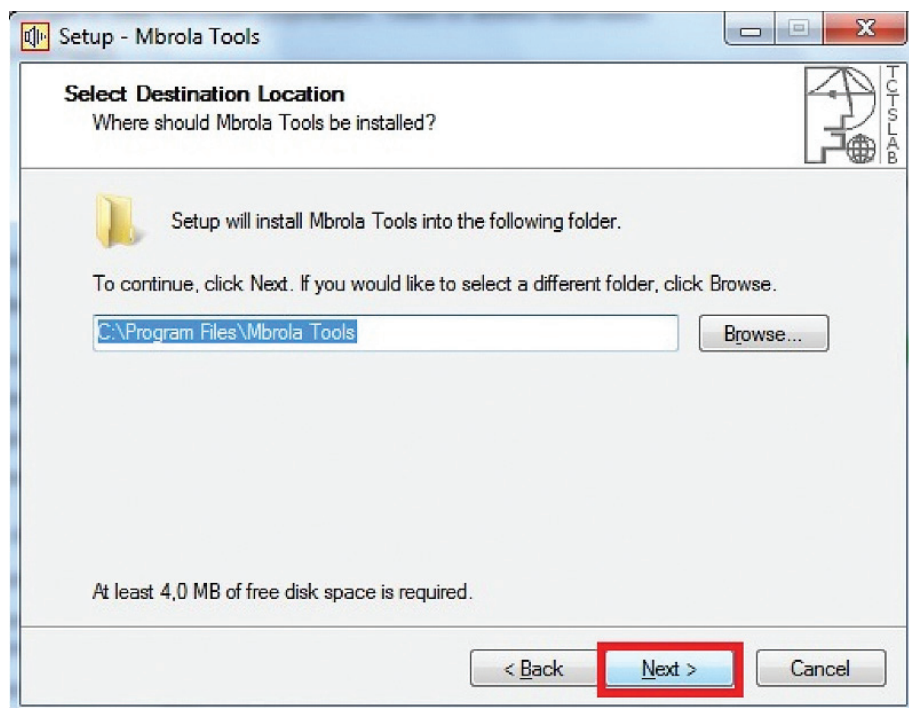 Setup - Mbrola Tools
Select Destination Location
Where should Mbrola Tools be installed?
TCTSLAB
Setup will install Mbrola Tools into the following folder.
To continue, click Next. If you would like to select a different folder, click Browse.
C:\Program Files\Mbrola Tools
Browse...
At least 4,0 MB of free disk space is required.
< Back
Next >
Cancel